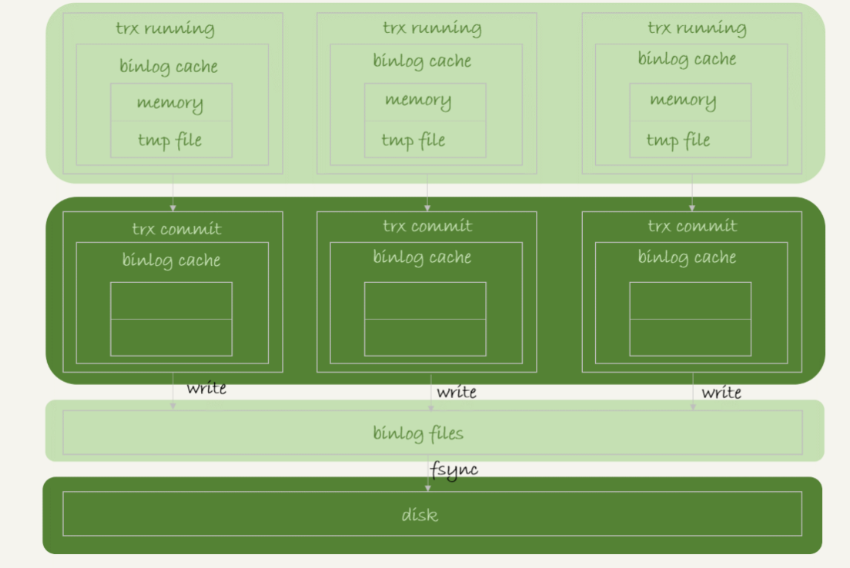 trx running
trx running
trx running
binlog cache
binlog cache
binlog cache
memory
memory
memory
tmp file
tmp file
tmp file
trx commit
trx commit
trx commit
binlog cache
binlog cache
binlog cache
write
write
write
binlog files
fsync
disk